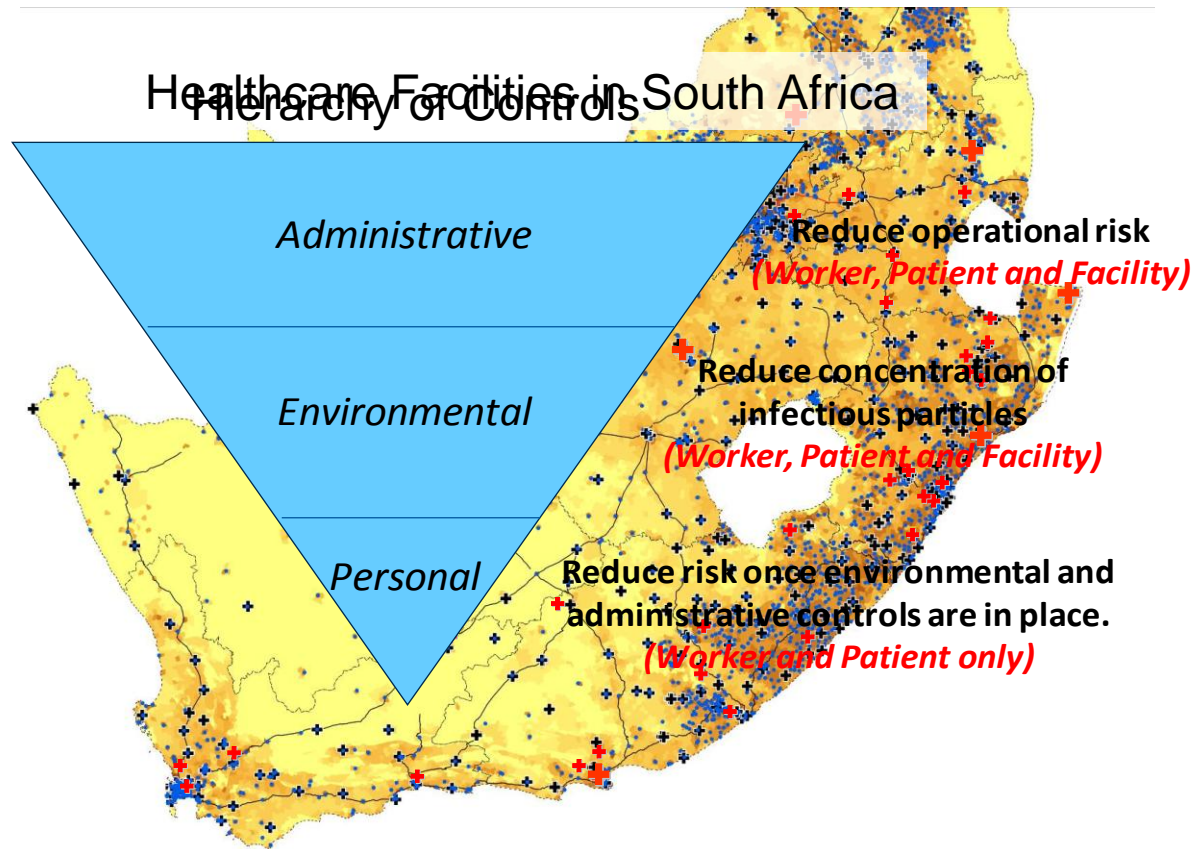 Healthcare Facilities in South Africa
Hierarchy of Controls
Administrative
Reduce operational risk
(Worker, Patient and Facility)
Environmental
Reduce concentration of
infectious particles
(Worker, Patient and Facility)
Personal
Reduce risk once environmental and
administrative controls are in place.
(Worker and Patient only)